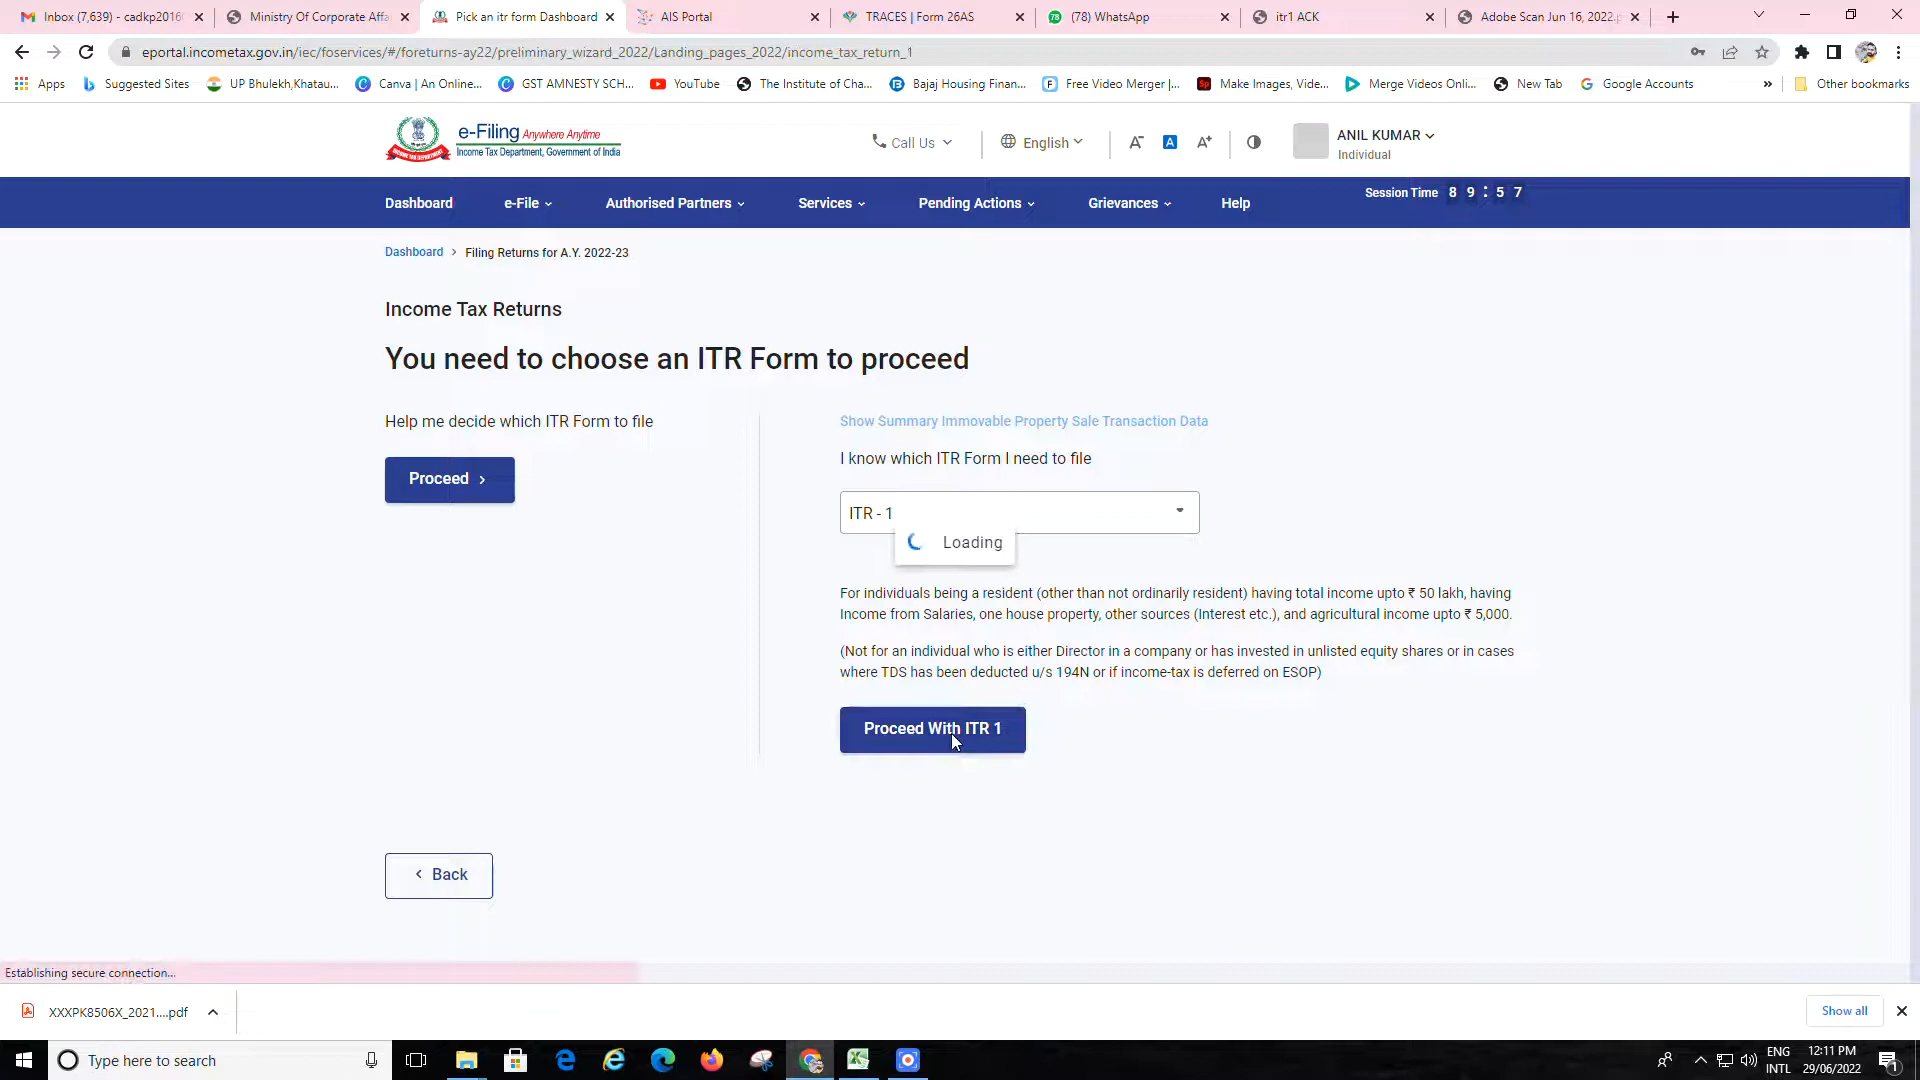 Inbox (7,639) - cadkp2016
Ministry Of Corporate Affa
Pick an itr form Dashboard
AIS Portal
TRACES | Form 26AS
(78) WhatsApp
itr1 ACK
Adobe Scan Jun 16, 2022.p
eportal.incometax.gov.in/iec/foservices/#/foreturns-ay22/preliminary_wizard_2022/Landing_pages_2022/income_tax_return_1
Apps
Suggested Sites
UP Bhulekh,Khatau...
Canva | An Online...
GST AMNESTY SCH...
YouTube
The Institute of Cha...
Bajaj Housing Finan...
Free Video Merger |...
Make Images, Vide...
Merge Videos Onli...
New Tab
Google Accounts
»
Other bookmarks
e-Filing Anywhere Anytime
Income Tax Department, Government of India
Call Us
English
A-
A
A+
ANIL KUMAR
Individual
Dashboard
e-File
Authorised Partners
Services
Pending Actions
Grievances
Help
Session Time 8 9 : 5 7
Dashboard > Filing Returns for A.Y. 2022-23
Income Tax Returns
You need to choose an ITR Form to proceed
Help me decide which ITR Form to file
Proceed >
Show Summary Immovable Property Sale Transaction Data
I know which ITR Form I need to file
ITR - 1
Loading
For individuals being a resident (other than not ordinarily resident) having total income upto ₹ 50 lakh, having
Income from Salaries, one house property, other sources (Interest etc.), and agricultural income upto ₹ 5,000.
(Not for an individual who is either Director in a company or has invested in unlisted equity shares or in cases
where TDS has been deducted u/s 194N or if income-tax is deferred on ESOP)
Proceed With ITR 1
< Back
Establishing secure connection...
XXXPK8506X_2021....pdf
Show all
Type here to search
ENG
INTL
12:11 PM
29/06/2022
1